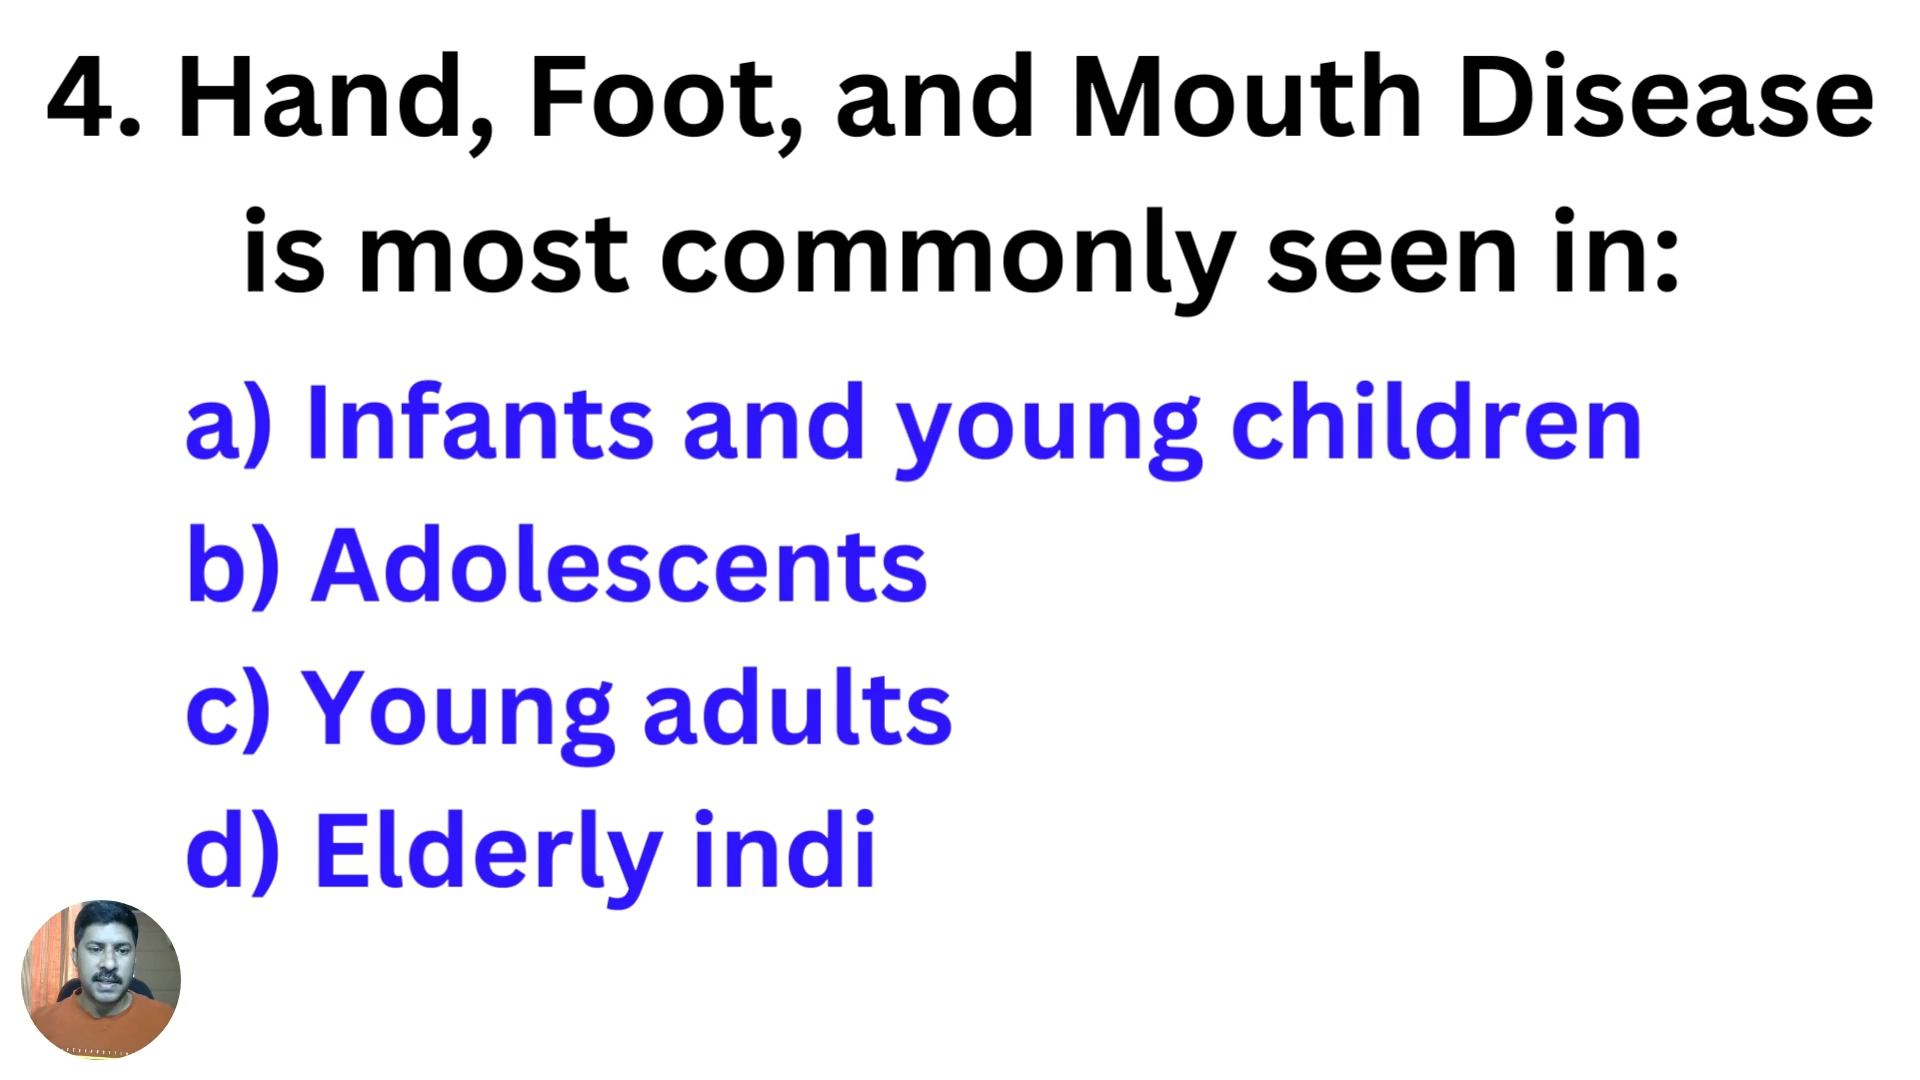 4. Hand, Foot, and Mouth Disease
is most commonly seen in:
a) Infants and young children
b) Adolescents
c) Young adults
d) Elderly indi